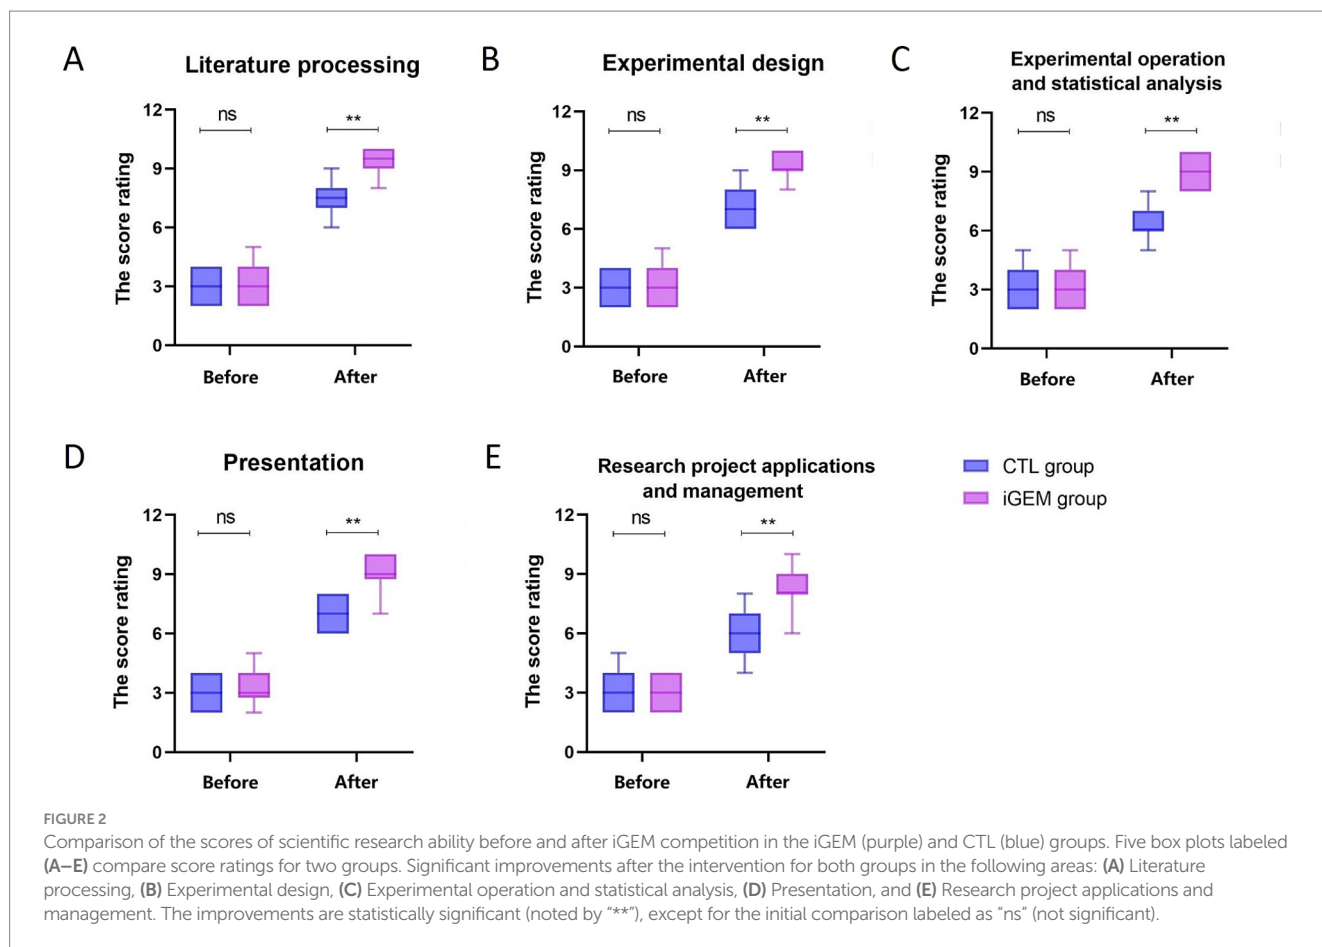 A
Literature processing
The score rating
12
9
6
3
0
ns
**
Before
After
B
Experimental design
The score rating
12
9
6
3
0
ns
**
Before
After
C
Experimental operation
and statistical analysis
The score rating
12
9
6
3
0
ns
**
Before
After
D
Presentation
The score rating
12
9
6
3
0
ns
**
Before
After
E
Research project applications
and management
The score rating
12
9
6
3
0
ns
**
Before
After
CTL group
iGEM group
FIGURE 2
Comparison of the scores of scientific research ability before and after iGEM competition in the iGEM (purple) and CTL (blue) groups. Five box plots labeled
(A–E) compare score ratings for two groups. Significant improvements after the intervention for both groups in the following areas: (A) Literature
processing, (B) Experimental design, (C) Experimental operation and statistical analysis, (D) Presentation, and (E) Research project applications and
management. The improvements are statistically significant (noted by “**”), except for the initial comparison labeled as “ns” (not significant).